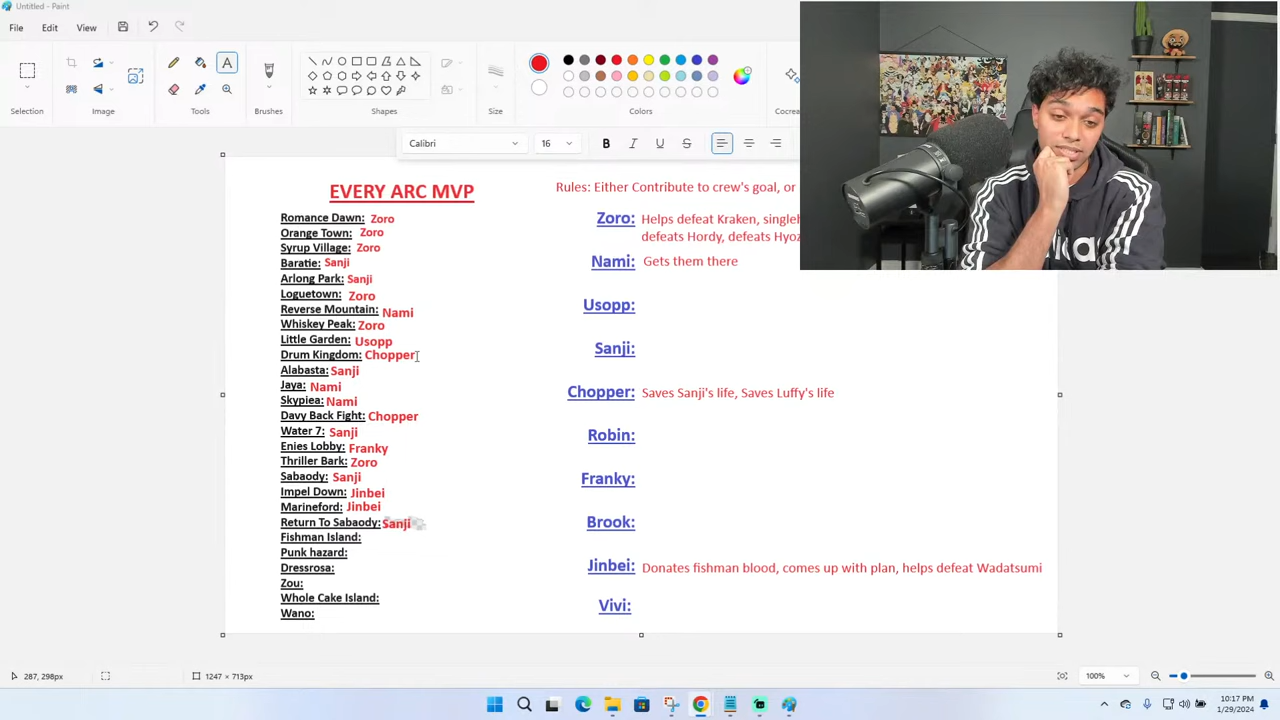 Untitled - Paint
File
Edit
View
Selection
Image
Tools
Brushes
Shapes
Colors
Cocrea
Calibri
16
B
I
U
S
EVERY ARC MVP
Rules: Either Contribute to crew's goal, or
Romance Dawn: Zoro
Orange Town: Zoro
Syrup Village: Zoro
Baratie: Sanji
Arlong Park: Sanji
Loguetown: Zoro
Reverse Mountain: Nami
Whiskey Peak: Zoro
Little Garden: Usopp
Drum Kingdom: Chopper
Alabasta: Sanji
Jaya: Nami
Skypiea: Nami
Davy Back Fight: Chopper
Water 7: Sanji
Enies Lobby: Franky
Thriller Bark: Zoro
Sabaody: Sanji
Impel Down: Jinbei
Marineford: Jinbei
Return To Sabaody: Sanji
Fishman Island:
Punk hazard:
Dressrosa:
Zou:
Whole Cake Island:
Wano:
Zoro: Helps defeat Kraken,
defeats Hordy, defeats
Nami: Gets them there
Usopp:
Sanji:
Chopper: Saves Sanji's life, Saves Luffy's life
Robin:
Franky:
Brook:
Jinbei: Donates fishman blood, comes up with plan, helps defeat Wadatsumi
Vivi:
287, 298px
1247 × 713px
100%
10:17 PM
1/29/2024